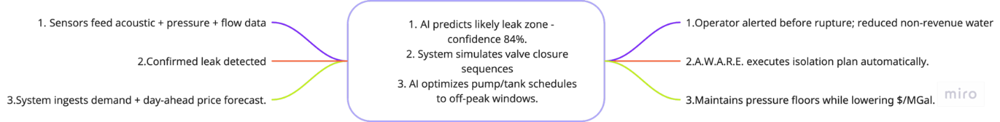 1. Sensors feed acoustic + pressure + flow data
2.Confirmed leak detected
3.System ingests demand + day-ahead price forecast.
1. AI predicts likely leak zone -
confidence 84%.
2. System simulates valve closure
sequences
3. AI optimizes pump/tank schedules
to off-peak windows.
1.Operator alerted before rupture; reduced non-revenue water
2.A.W.A.R.E. executes isolation plan automatically.
3.Maintains pressure floors while lowering $/MGal.
miro